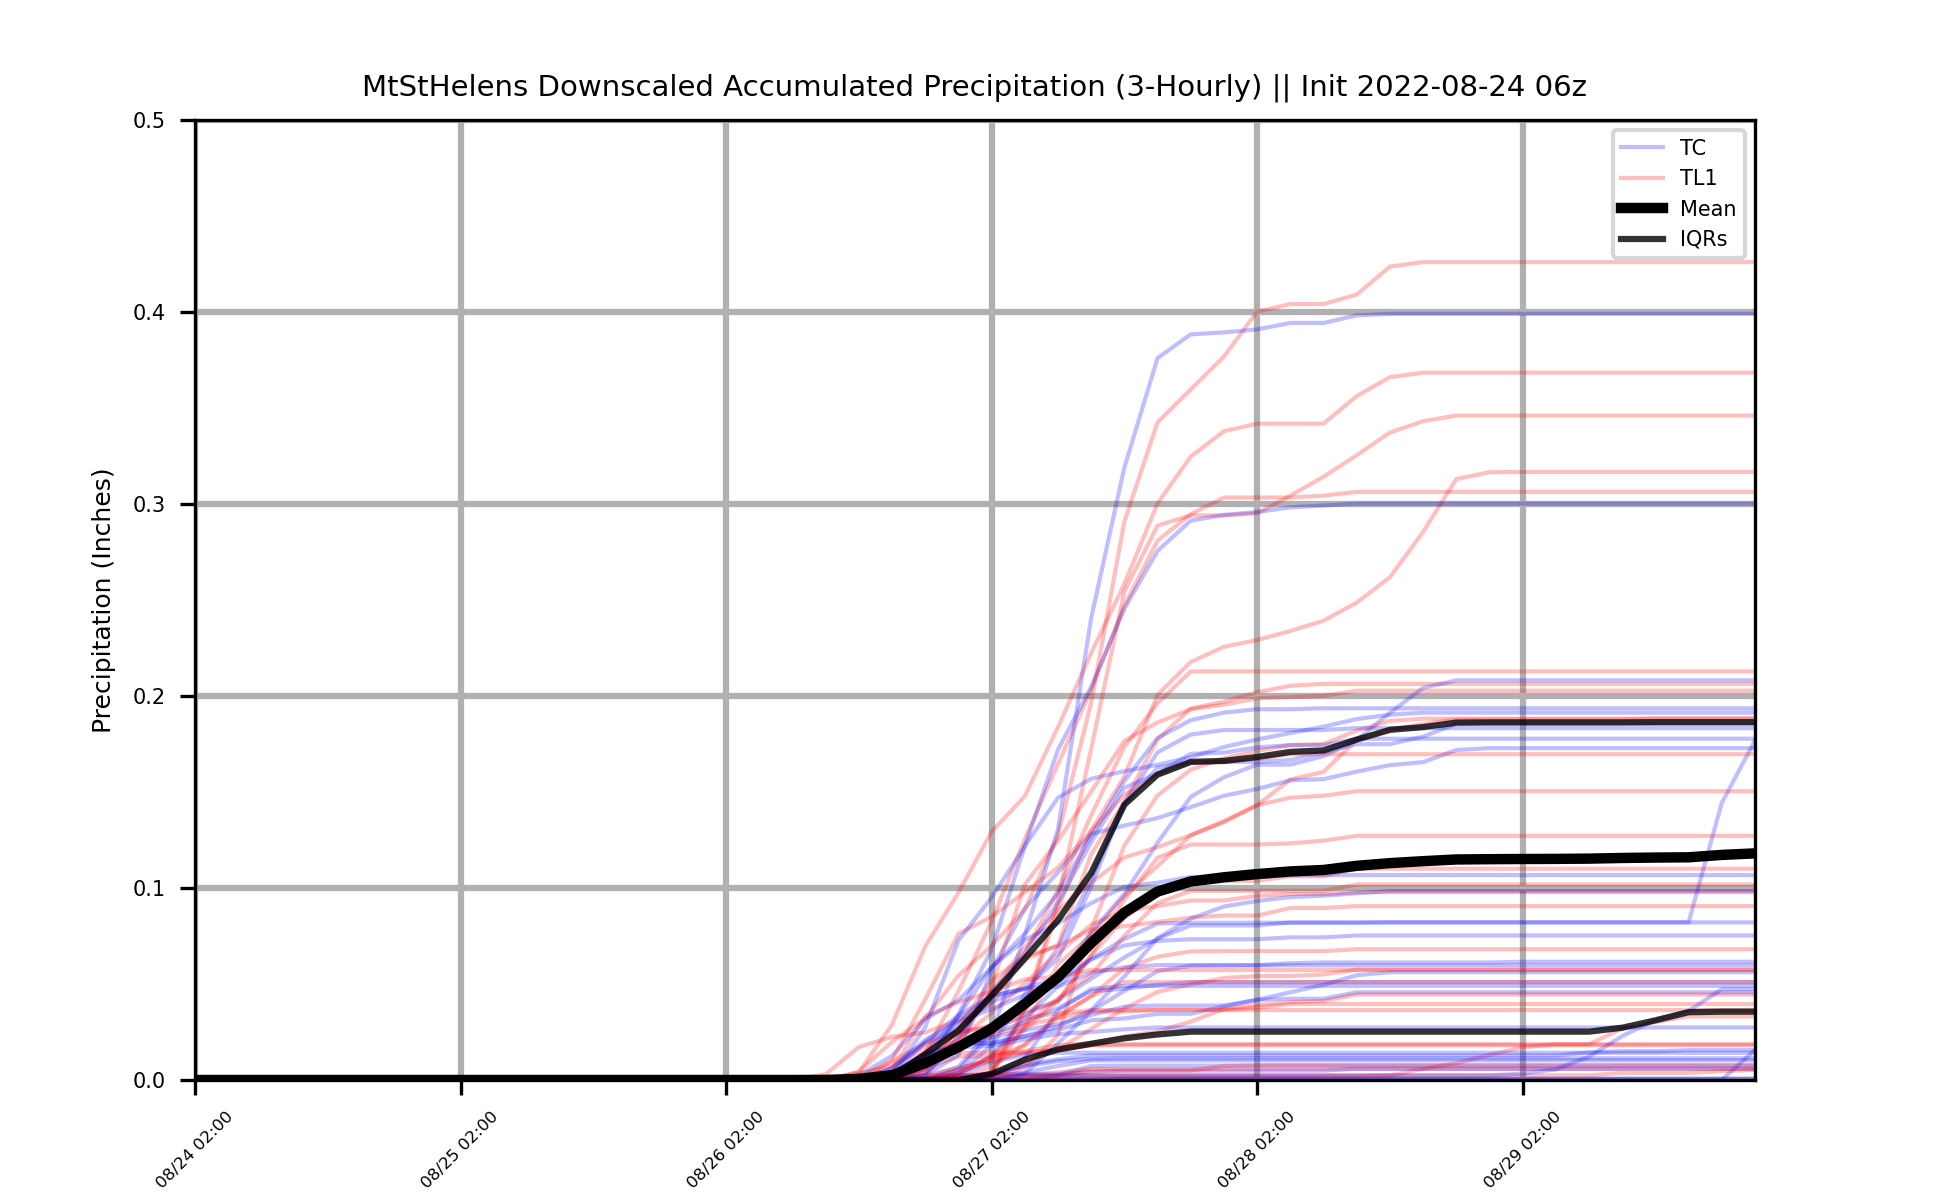 MtStHelens Downscaled Accumulated Precipitation (3-Hourly) || Init 2022-08-24 06z
Precipitation (Inches)
0.5
0.4
0.3
0.2
0.1
0.0
TC
TL1
Mean
IQRs
08/24 02:00
08/25 02:00
08/26 02:00
08/27 02:00
08/28 02:00
08/29 02:00